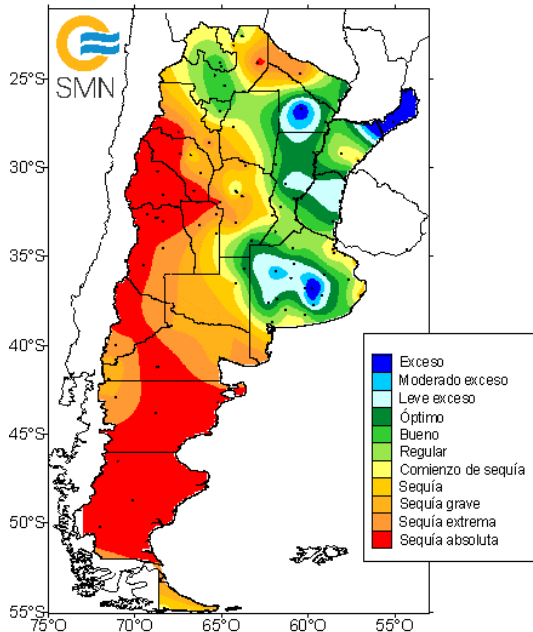 SMN
25°S
30°S
35°S
40°S
45°S
50°S
55°S
75°O 70°O 65°O 60°O 55°O
Exceso
Moderado exceso
Leve exceso
Óptimo
Bueno
Regular
Comienzo de sequía
Sequía
Sequía grave
Sequía extrema
Sequía absoluta